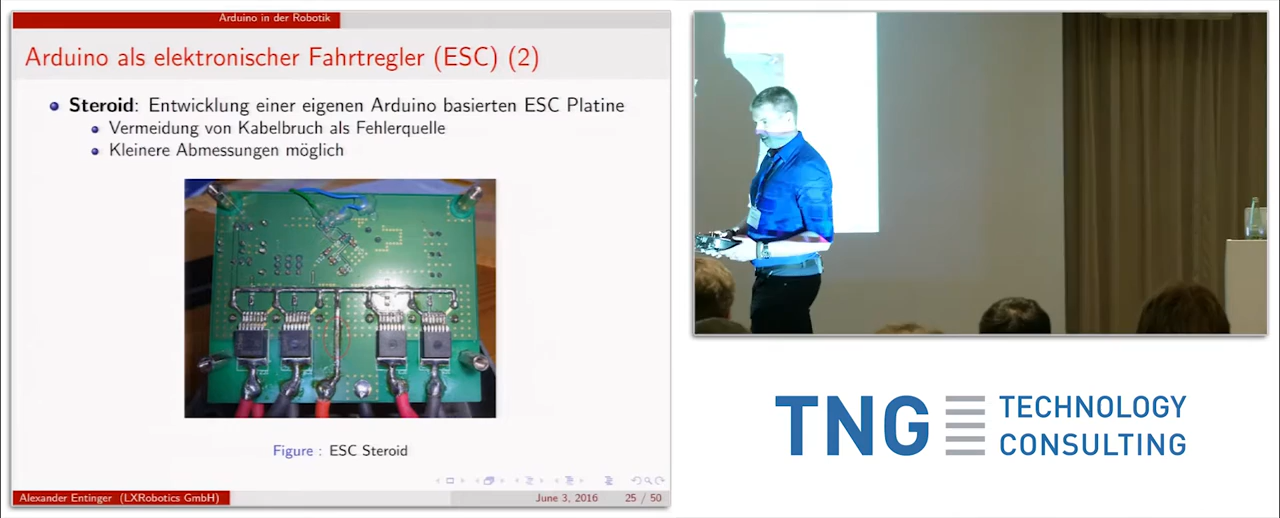 Arduino in der Robotik
Arduino als elektronischer Fahrtregler (ESC) (2)
Steroid: Entwicklung einer eigenen Arduino basierten ESC Platine
Vermeidung von Kabelbruch als Fehlerquelle
Kleinere Abmessungen möglich
Figure : ESC Steroid
Alexander Entinger (LXRobotics GmbH)
June 3, 2016
25 / 50
TNG TECHNOLOGY
CONSULTING